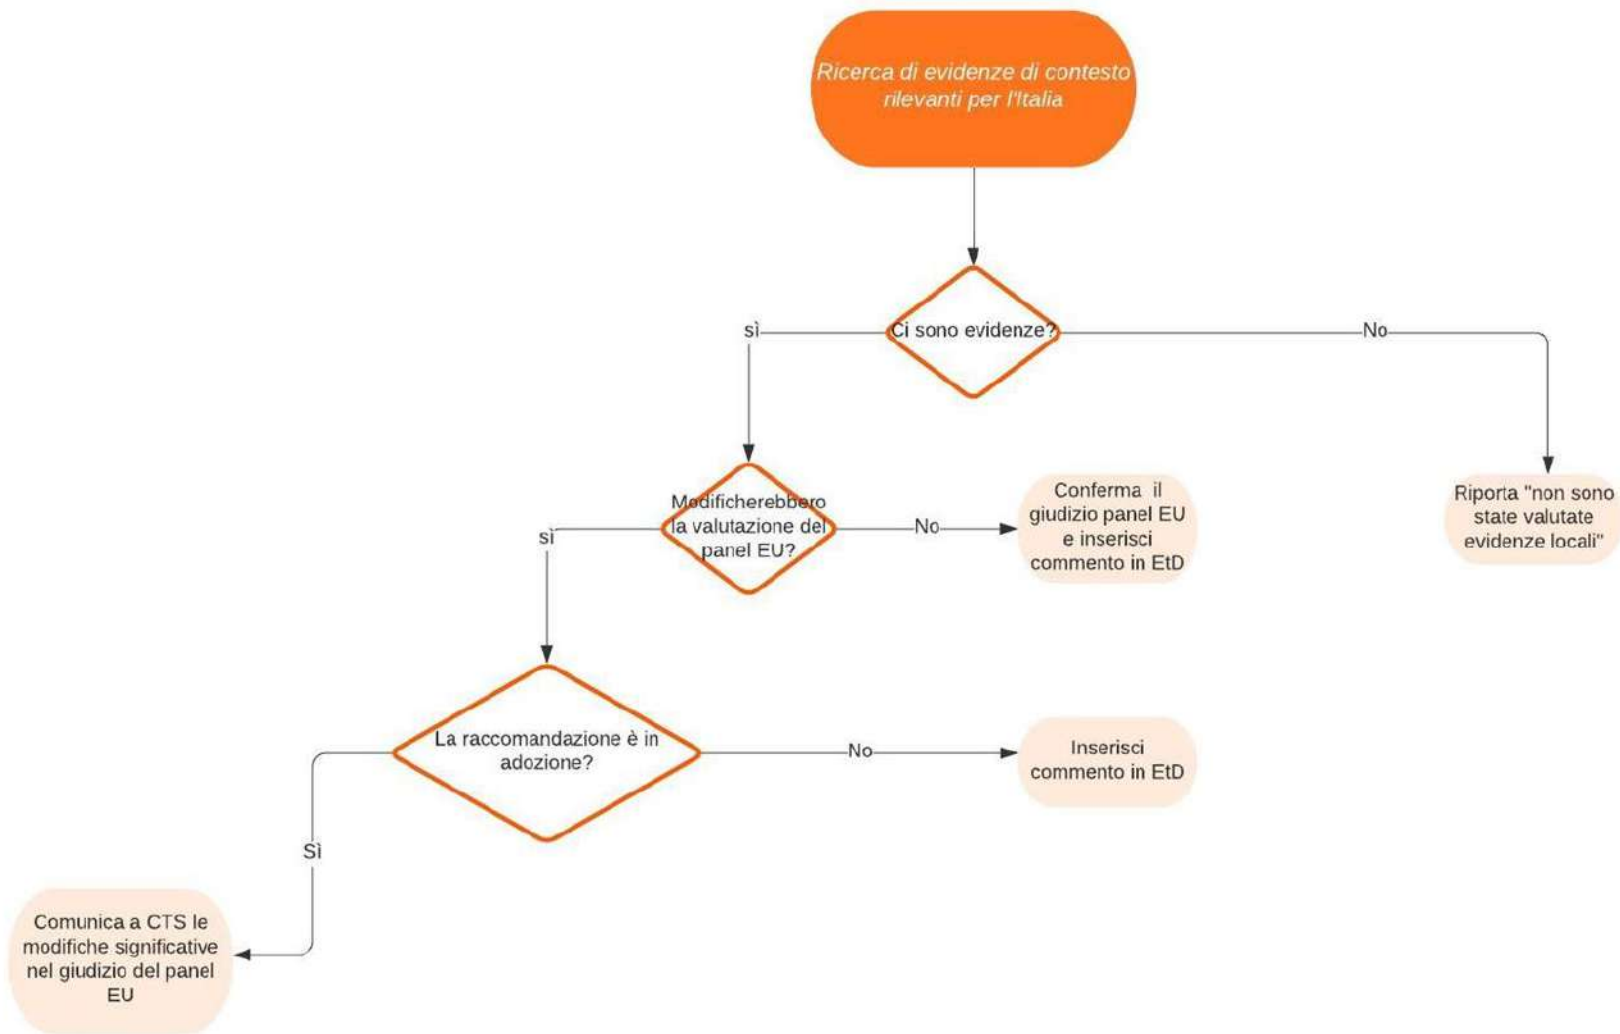 Ricerca di evidenze di contesto
rilevanti per l'Italia
Ci sono evidenze?
sì
No
Modificherebbero
la valutazione del
panel EU?
sì
No
Conferma il
giudizio panel EU
e inserisci
commento in EtD
Riporta "non sono
state valutate
evidenze locali"
La raccomandazione è in
adozione?
No
Inserisci
commento in EtD
Sì
Comunica a CTS le
modifiche significative
nel giudizio del panel
EU